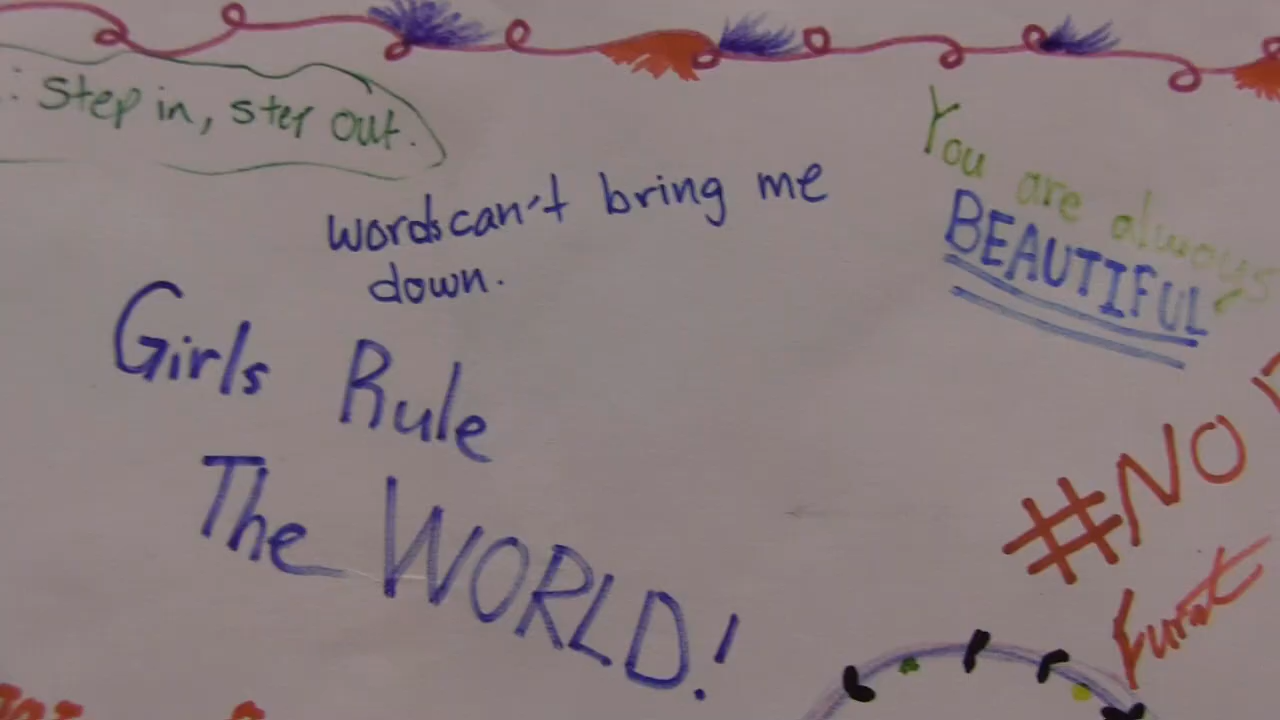 : Step in, step out.
words can't bring me
down.
You are always
BEAUTIFUL
Girls Rule
The WORLD!
#NO